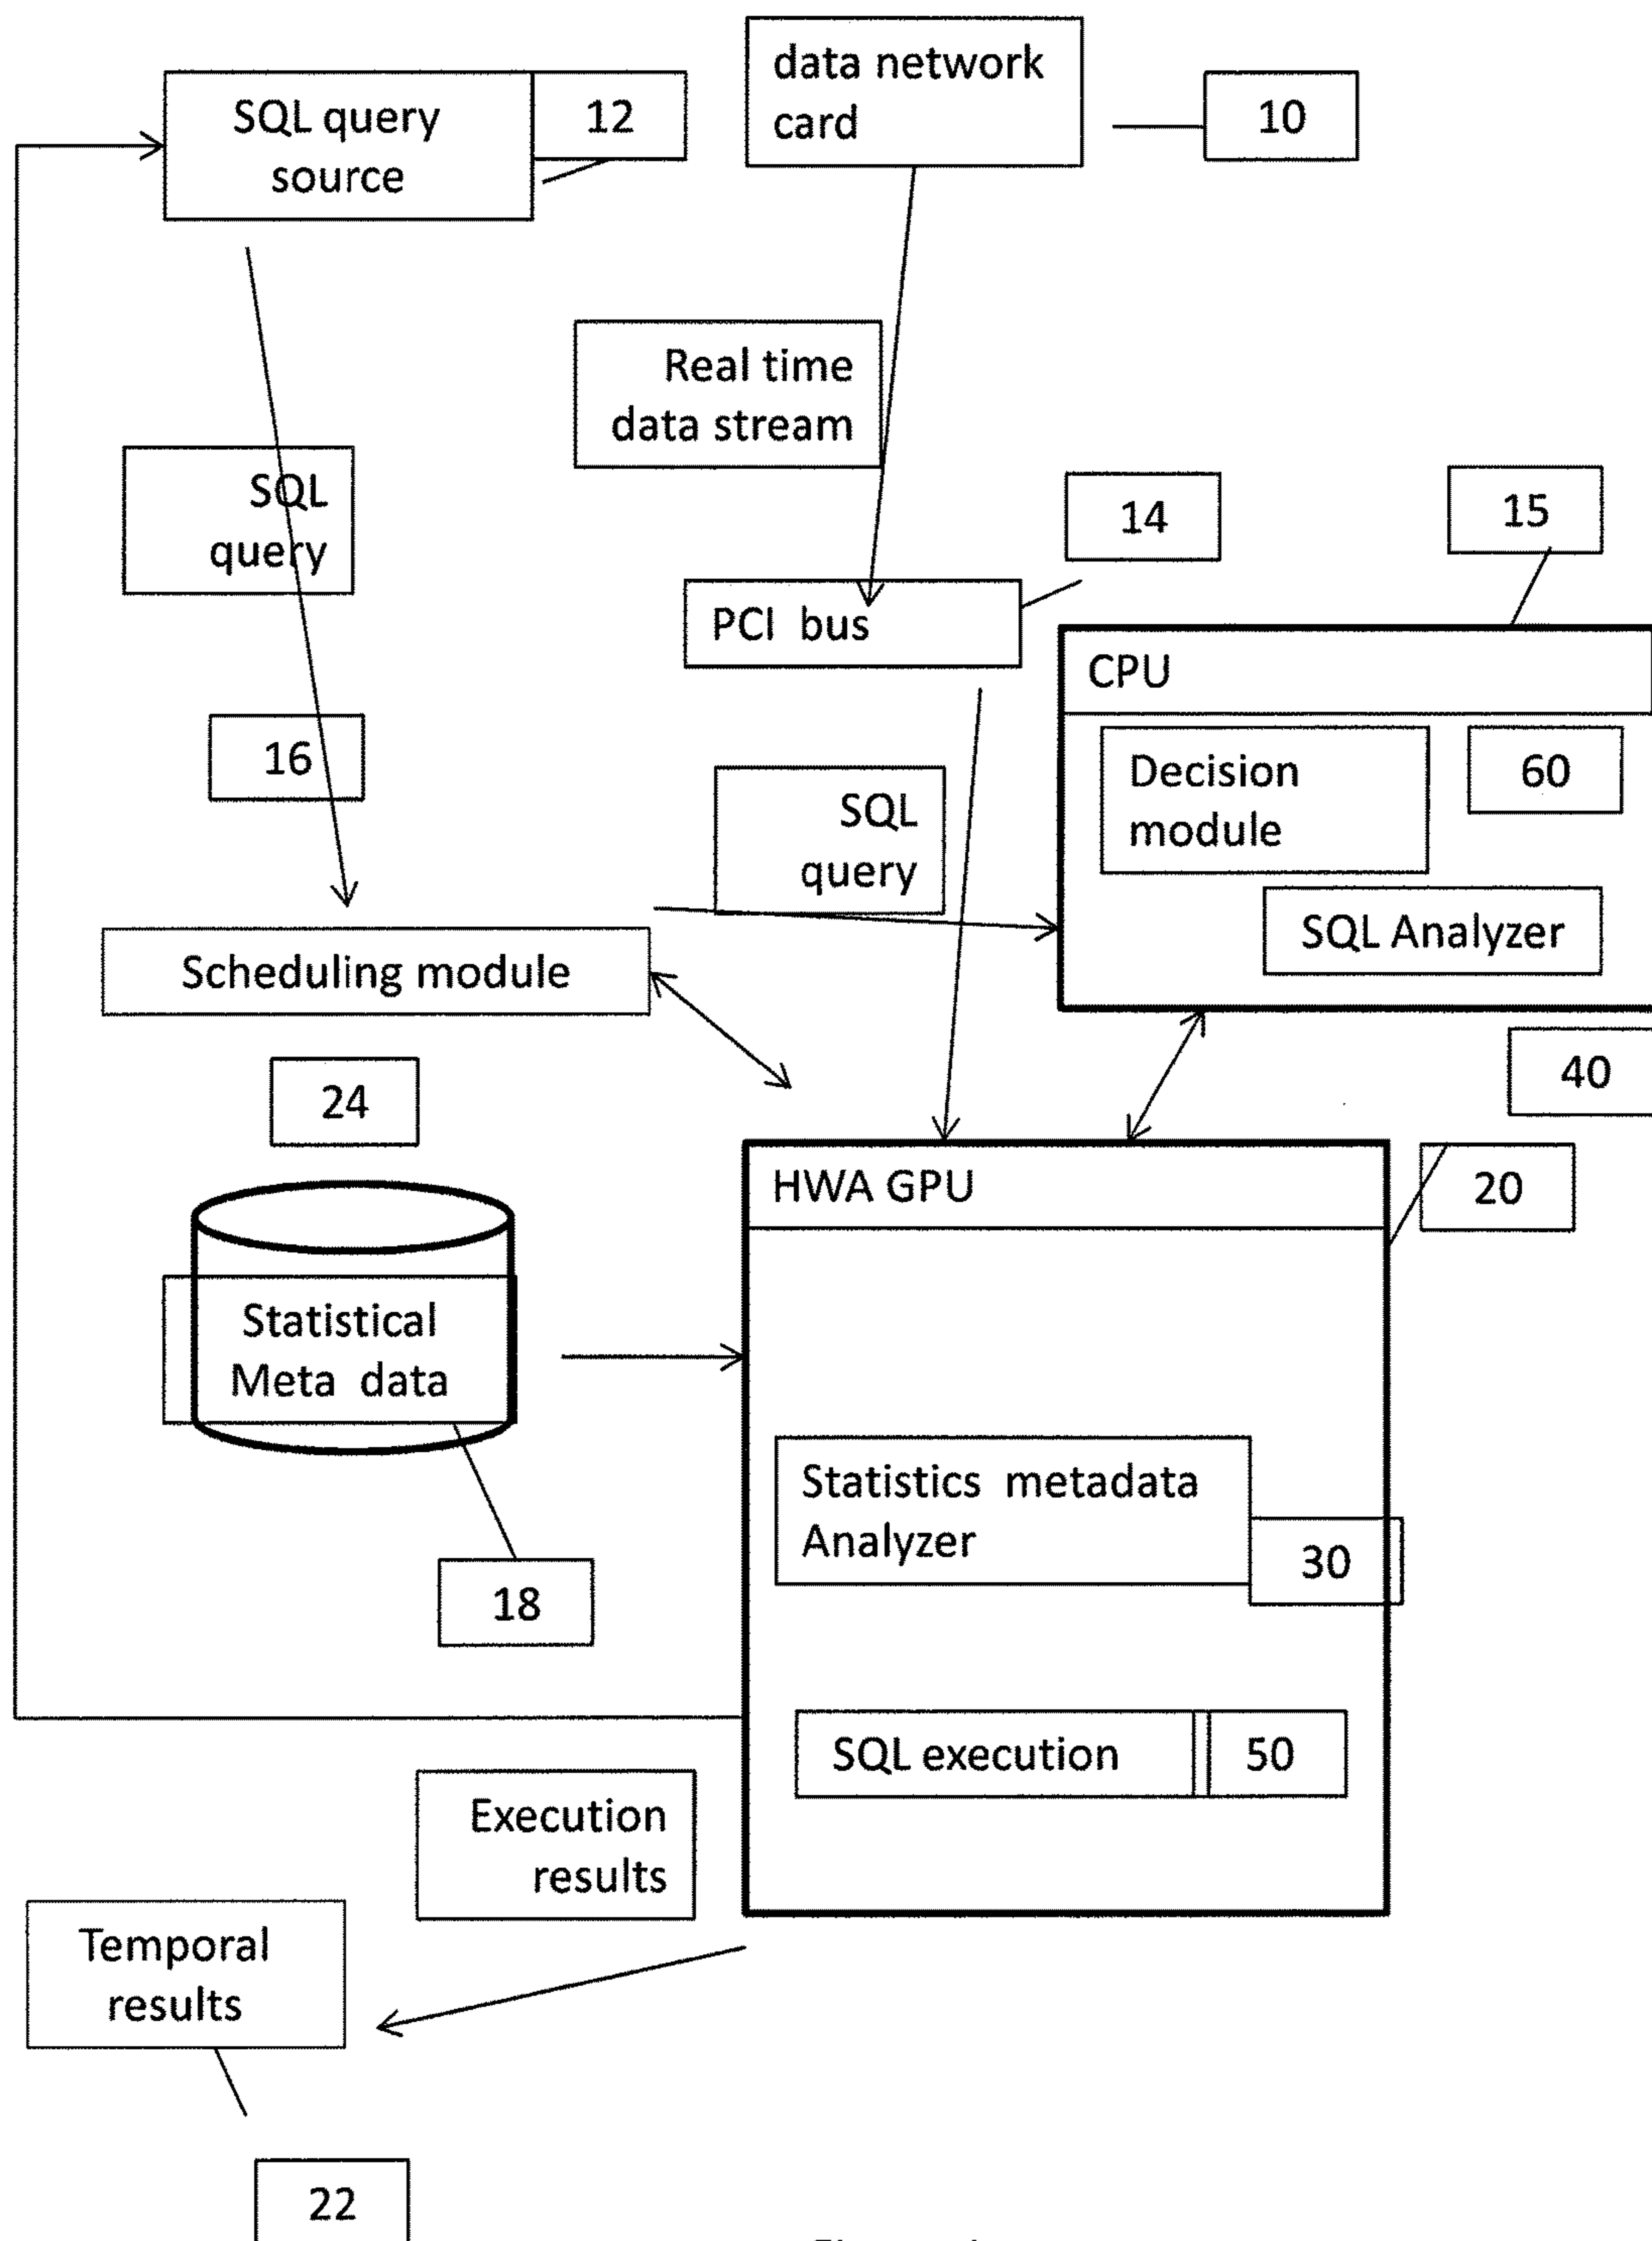 data network
card
SQL query
source
12
10
Real time
data stream
SQL
query
14
15
PCI bus
CPU
16
Decision
module
60
SQL
query
SQL Analyzer
Scheduling module
40
24
HWA GPU
20
Statistical
Meta data
Statistics metadata
Analyzer
30
18
SQL execution
50
Execution
results
Temporal
results
22